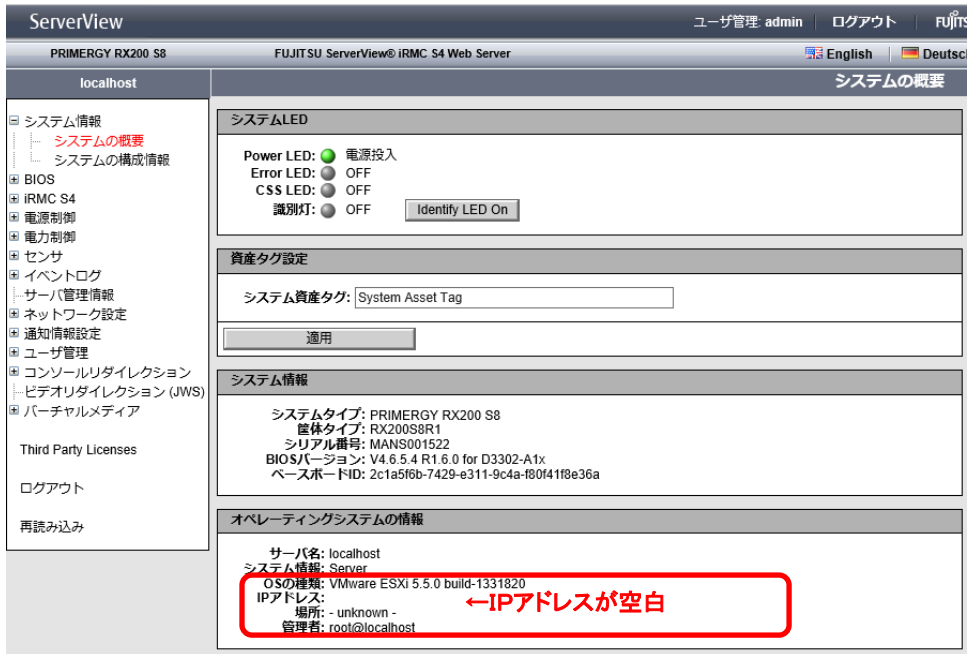 ServerView
ユーザ管理: admin
ログアウト
PRIMERGY RX200 S8
FUJITSU ServerView® iRMC S4 Web Server
English
localhost
システムの概要
システム情報
システムの概要
システムの構成情報
BIOS
iRMC S4
電源制御
電力制御
センサ
イベントログ
サーバ管理情報
ネットワーク設定
通知情報設定
ユーザ管理
コンソールリダイレクション
ビデオリダイレクション (JWS)
バーチャルメディア
Third Party Licenses
ログアウト
再読み込み
システムLED
Power LED: 電源投入
Error LED: OFF
CSS LED: OFF
識別灯: OFF Identify LED On
資産タグ設定
システム資産タグ: System Asset Tag
適用
システム情報
システムタイプ: PRIMERGY RX200 S8
筐体タイプ: RX200S8R1
シリアル番号: MANS001522
BIOSバージョン: V4.6.5.4 R1.6.0 for D3302-A1x
ベースボードID: 2c1a5f6b-7429-e311-9c4a-f80f41f8e36a
オペレーティングシステムの情報
サーバ名: localhost
システム情報: Server
OSの種類: VMware ESXi 5.5.0 build-1331820
IPアドレス:
←IPアドレスが空白
場所: - unknown -
管理者: root@localhost